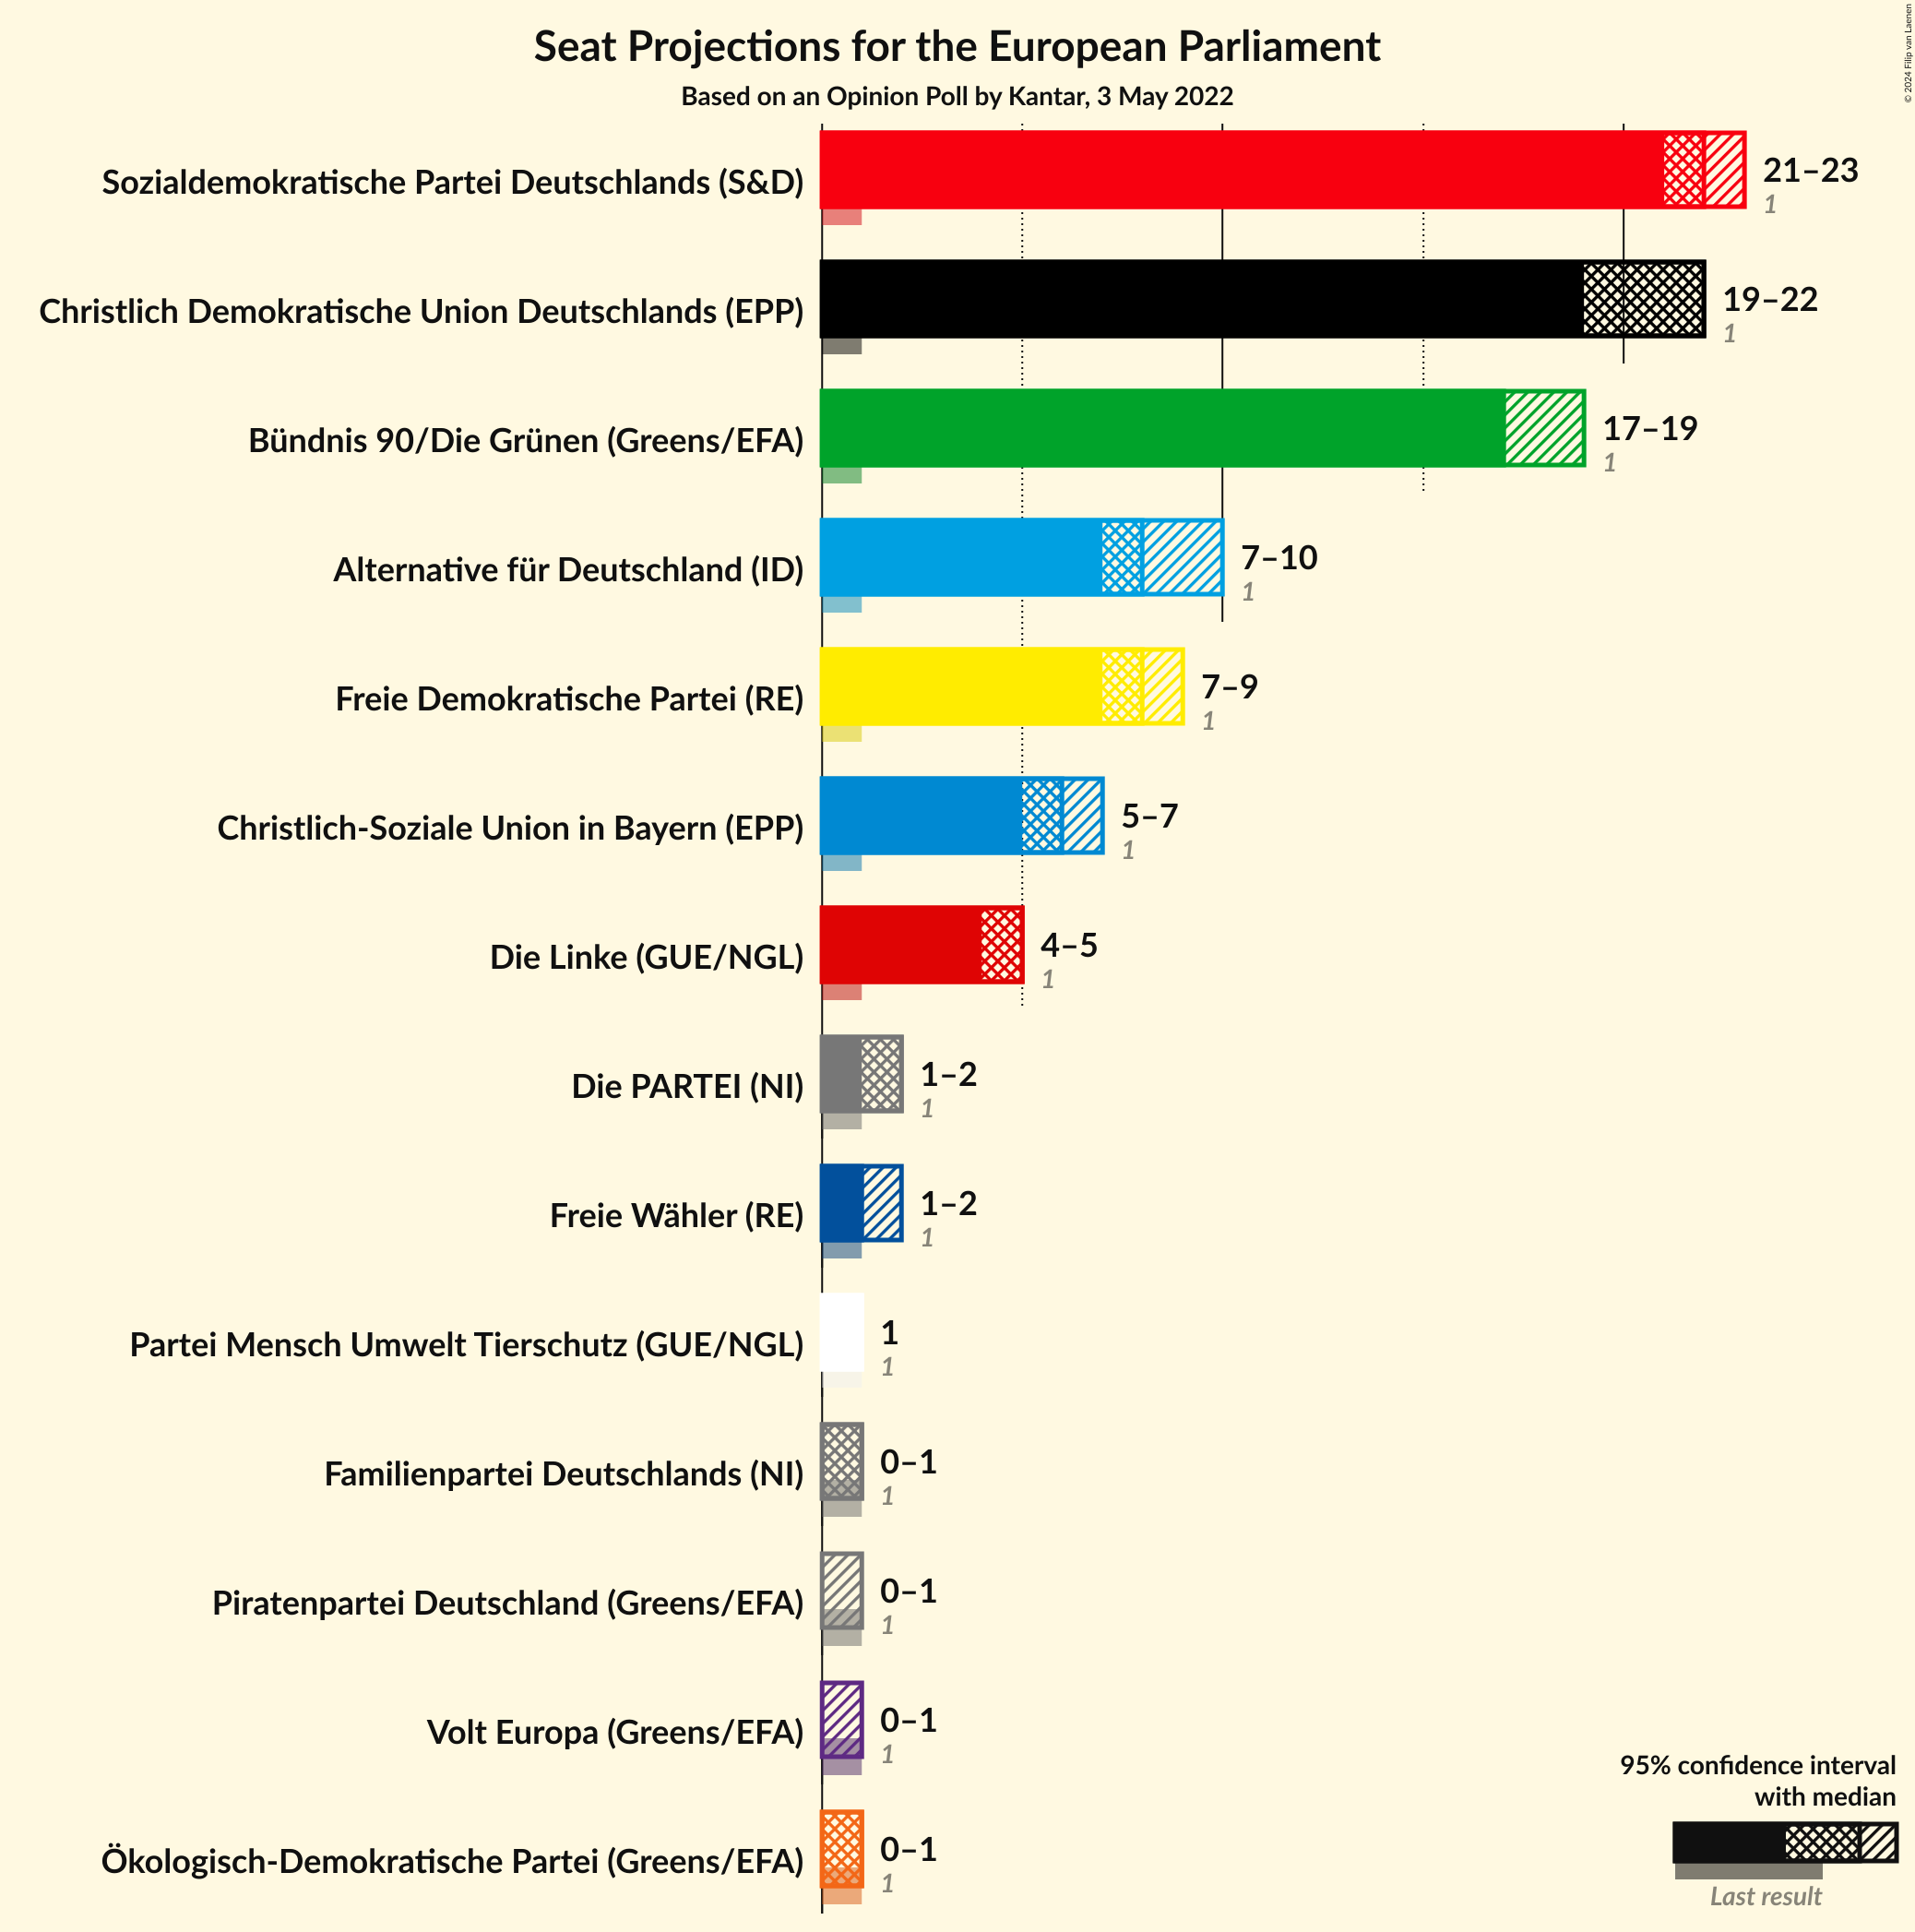 Seat Projections for the European Parliament
Based on an Opinion Poll by Kantar, 3 May 2022
© 2024 Filip van Laenen
Sozialdemokratische Partei Deutschlands (S&D)
21–23
1
Christlich Demokratische Union Deutschlands (EPP)
19–22
1
Bündnis 90/Die Grünen (Greens/EFA)
17–19
1
Alternative für Deutschland (ID)
7–10
1
Freie Demokratische Partei (RE)
7–9
1
Christlich-Soziale Union in Bayern (EPP)
5–7
1
Die Linke (GUE/NGL)
4–5
1
Die PARTEI (NI)
1–2
1
Freie Wähler (RE)
1–2
1
Partei Mensch Umwelt Tierschutz (GUE/NGL)
1
1
Familienpartei Deutschlands (NI)
0–1
1
Piratenpartei Deutschland (Greens/EFA)
0–1
1
Volt Europa (Greens/EFA)
0–1
1
Ökologisch-Demokratische Partei (Greens/EFA)
0–1
1
95% confidence interval
with median
Last result